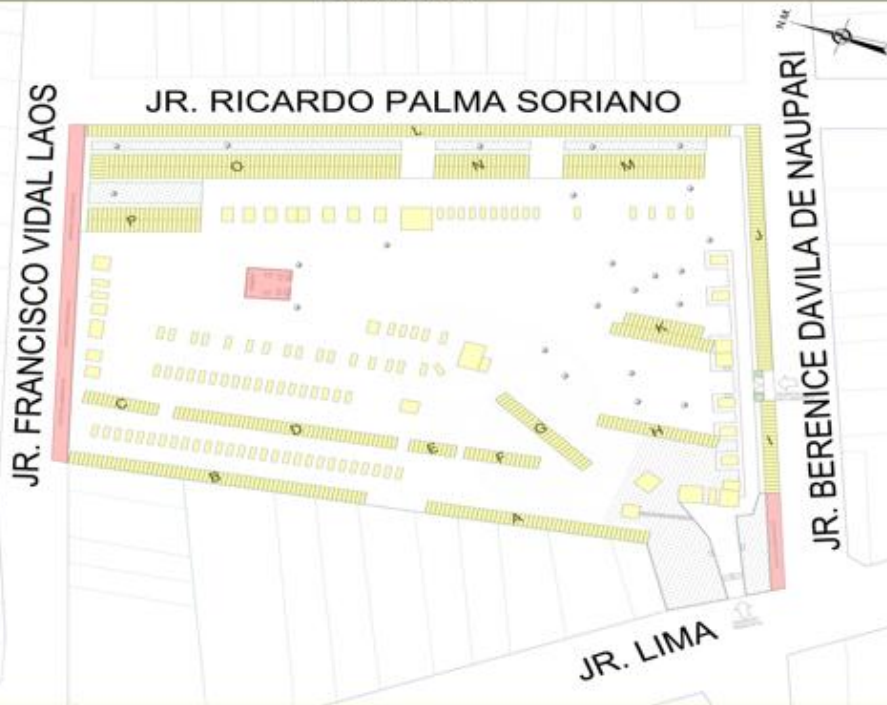 N.M.
JR. RICARDO PALMA SORIANO
JR. FRANCISCO VIDAL LAOS
JR. BERENICE DAVILA DE NAUPARI
L
O
N
M
P
J
K
C
D
G
H
E
F
I
B
A
JR. LIMA